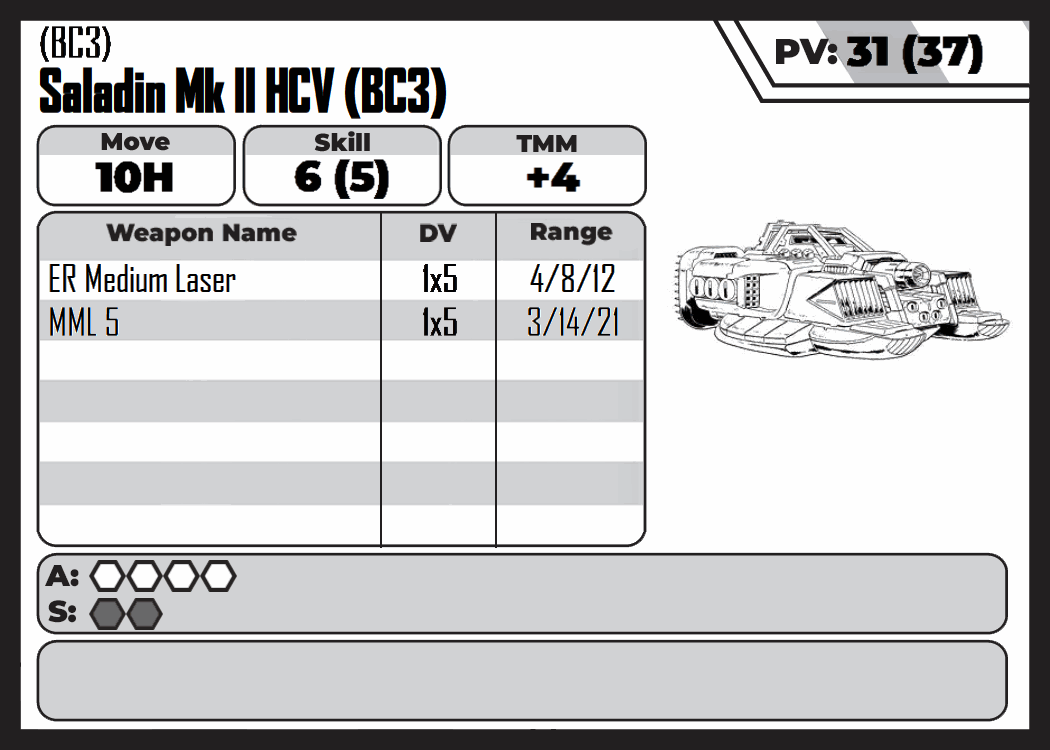 (BC3)
Saladin Mk II HCV (BC3)
PV: 31 (37)
Move
10H
Skill
6 (5)
TMM
+4
Weapon Name DV Range
ER Medium Laser 1x5 4/8/12
MML 5 1x5 3/14/21
A:
S: